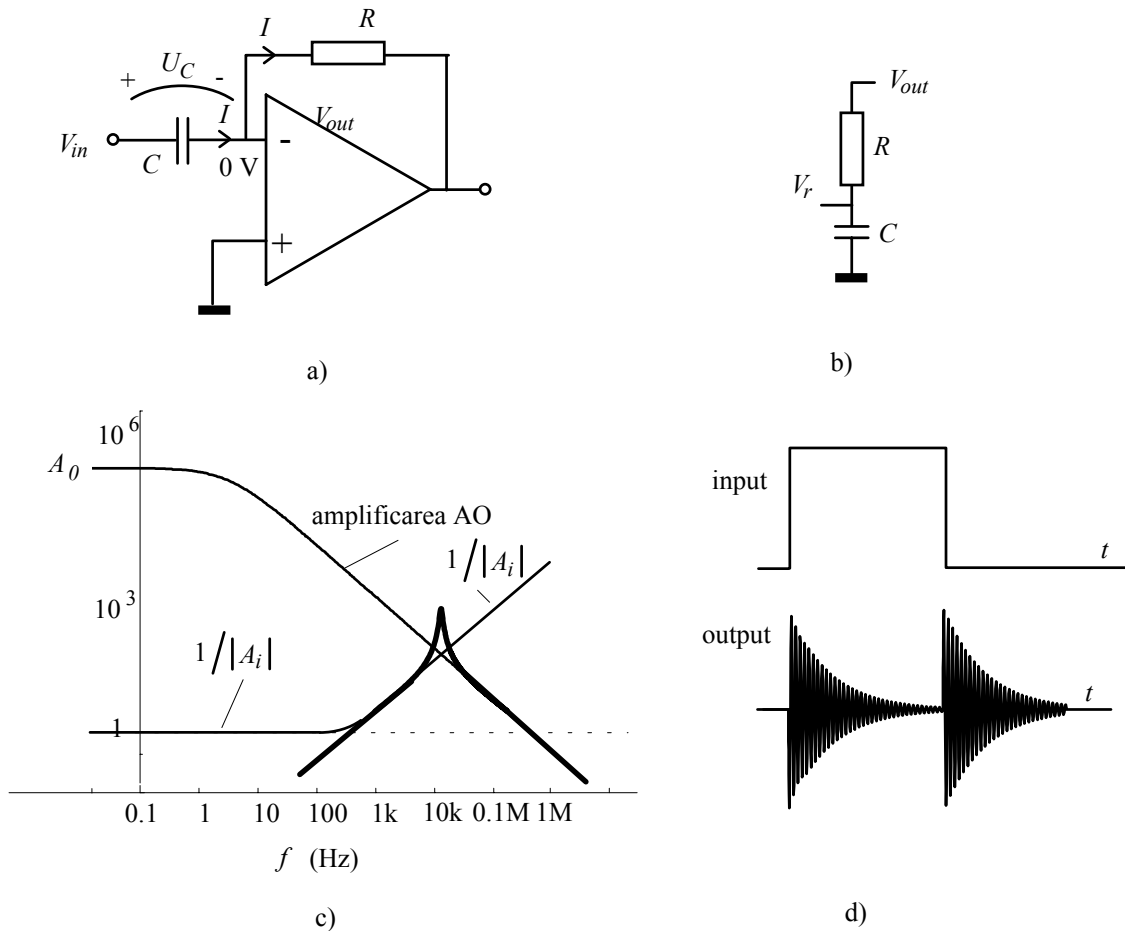 I
R
+ U_C -
I
V_out
V_in
C
0 V
-
+
a)
V_out
R
V_r
C
b)
10^6
A_0
amplificarea AO
1/|A_i|
10^3
1/|A_i|
1
0.1 1 10 100 1k 10k 0.1M 1M
f (Hz)
c)
input
t
output
t
d)